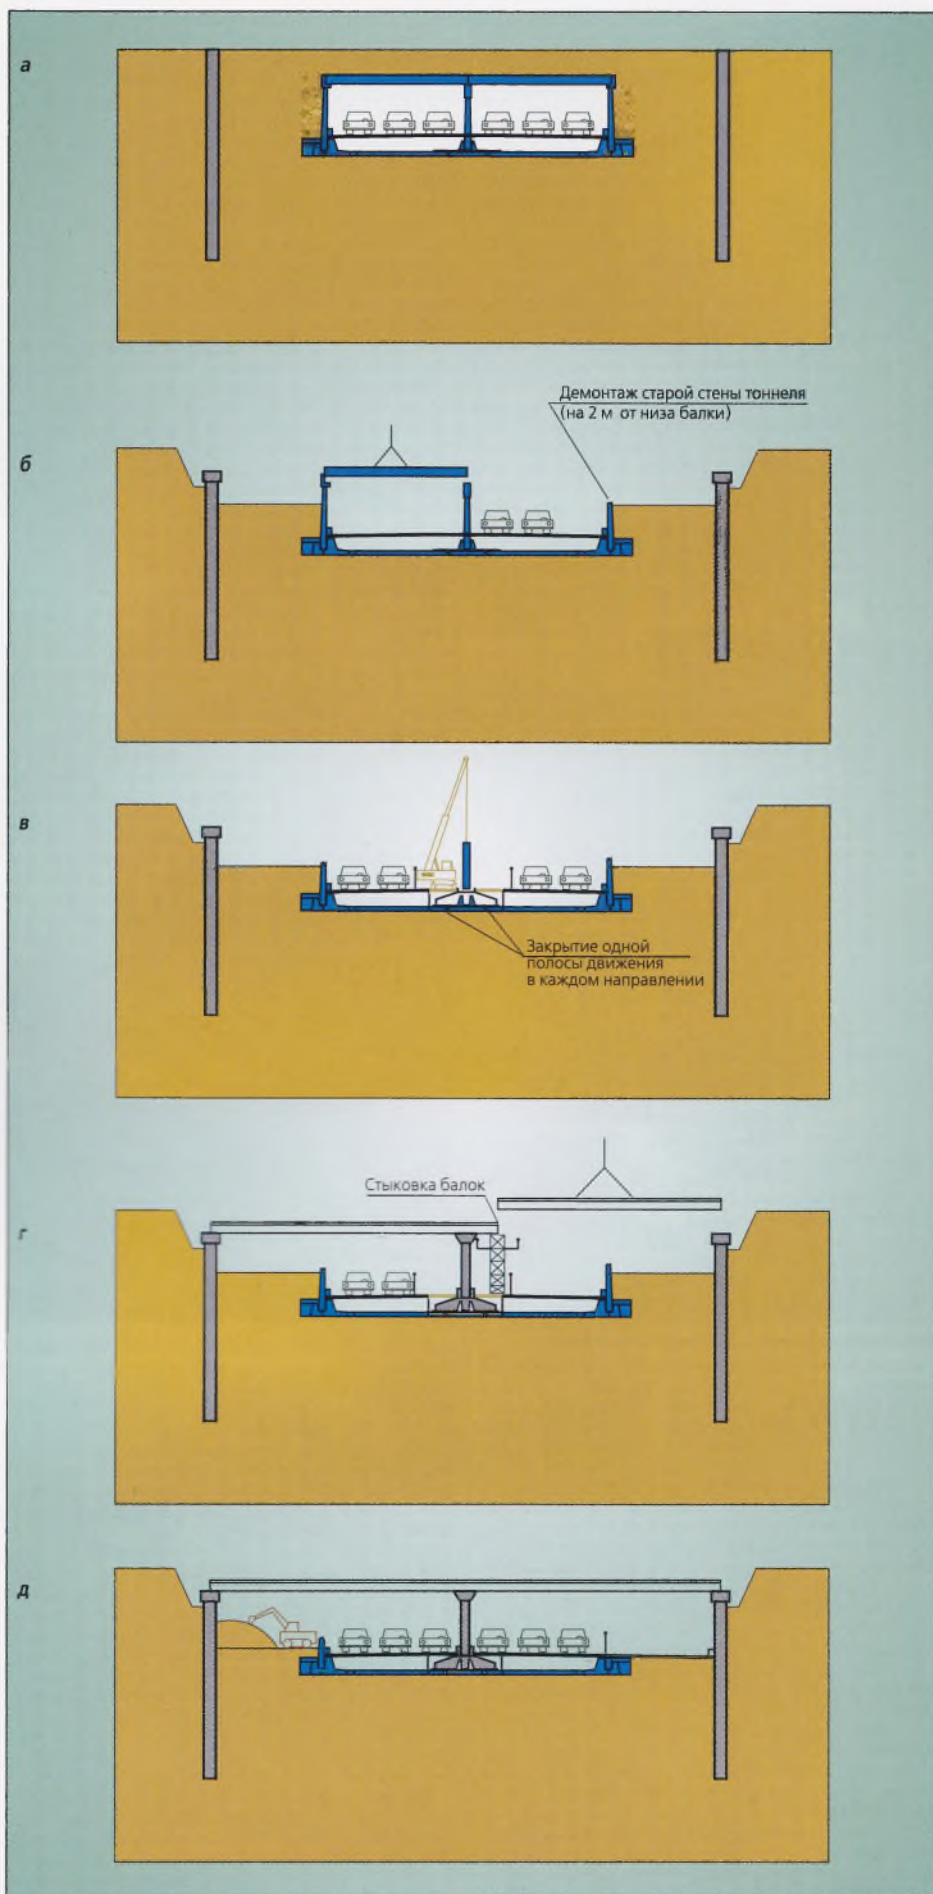 а
Демонтаж старой стены тоннеля
(на 2 м от низа балки)
б
в
Закрытие одной
полосы движения
в каждом направлении
Стыковка балок
г
д